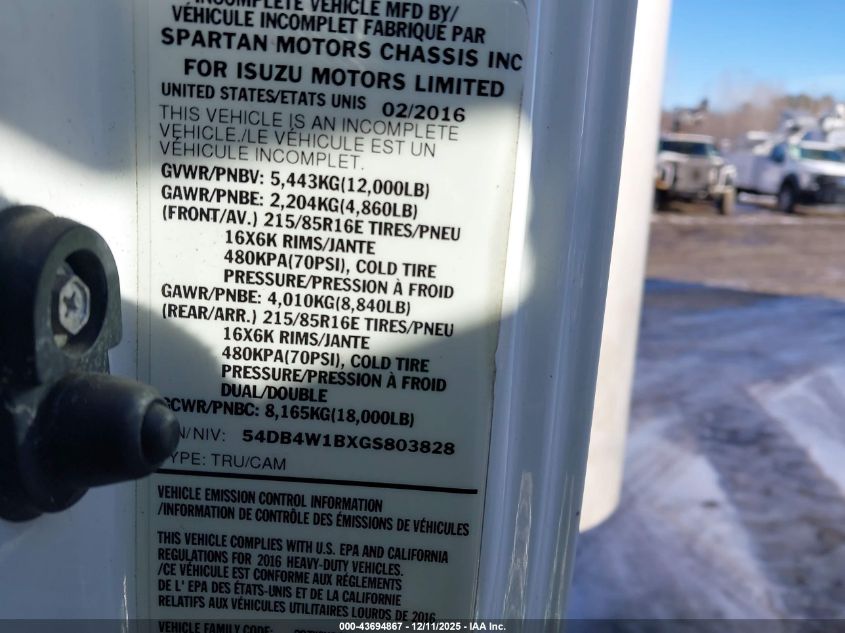 INCOMPLETE VEHICLE MFD BY/
VÉHICULE INCOMPLET FABRIQUE PAR
SPARTAN MOTORS CHASSIS INC
FOR ISUZU MOTORS LIMITED
UNITED STATES/ETATS UNIS 02/2016
THIS VEHICLE IS AN INCOMPLETE
VEHICLE./LE VÉHICULE EST UN
VÉHICULE INCOMPLET.
GVWR/PNBV: 5,443KG(12,000LB)
GAWR/PNBE: 2,204KG(4,860LB)
(FRONT/AV.) 215/85R16E TIRES/PNEU
16X6K RIMS/JANTE
480KPA(70PSI), COLD TIRE
PRESSURE/PRESSION À FROID
GAWR/PNBE: 4,010KG(8,840LB)
(REAR/ARR.) 215/85R16E TIRES/PNEU
16X6K RIMS/JANTE
480KPA(70PSI), COLD TIRE
PRESSURE/PRESSION À FROID
DUAL/DOUBLE
GCWR/PNBC: 8,165KG(18,000LB)
N/NIV: 54DB4W1BXGS803828
YPE: TRU/CAM
VEHICLE EMISSION CONTROL INFORMATION
/INFORMATION DE CONTRÔLE DES ÉMISSIONS DE VÉHICULES
THIS VEHICLE COMPLIES WITH U.S. EPA AND CALIFORNIA
REGULATIONS FOR 2016 HEAVY-DUTY VEHICLES.
/CE VÉHICULE EST CONFORME AUX RÉGLEMENTS
DE L' EPA DES ÉTATS-UNIS ET DE LA CALIFORNIE
RELATIFS AUX VÉHICULES UTILITAIRES LOURDS DE 2016
VEHICLE FAMILY CODE:
000-43694867 - 12/11/2025 - IAA Inc.